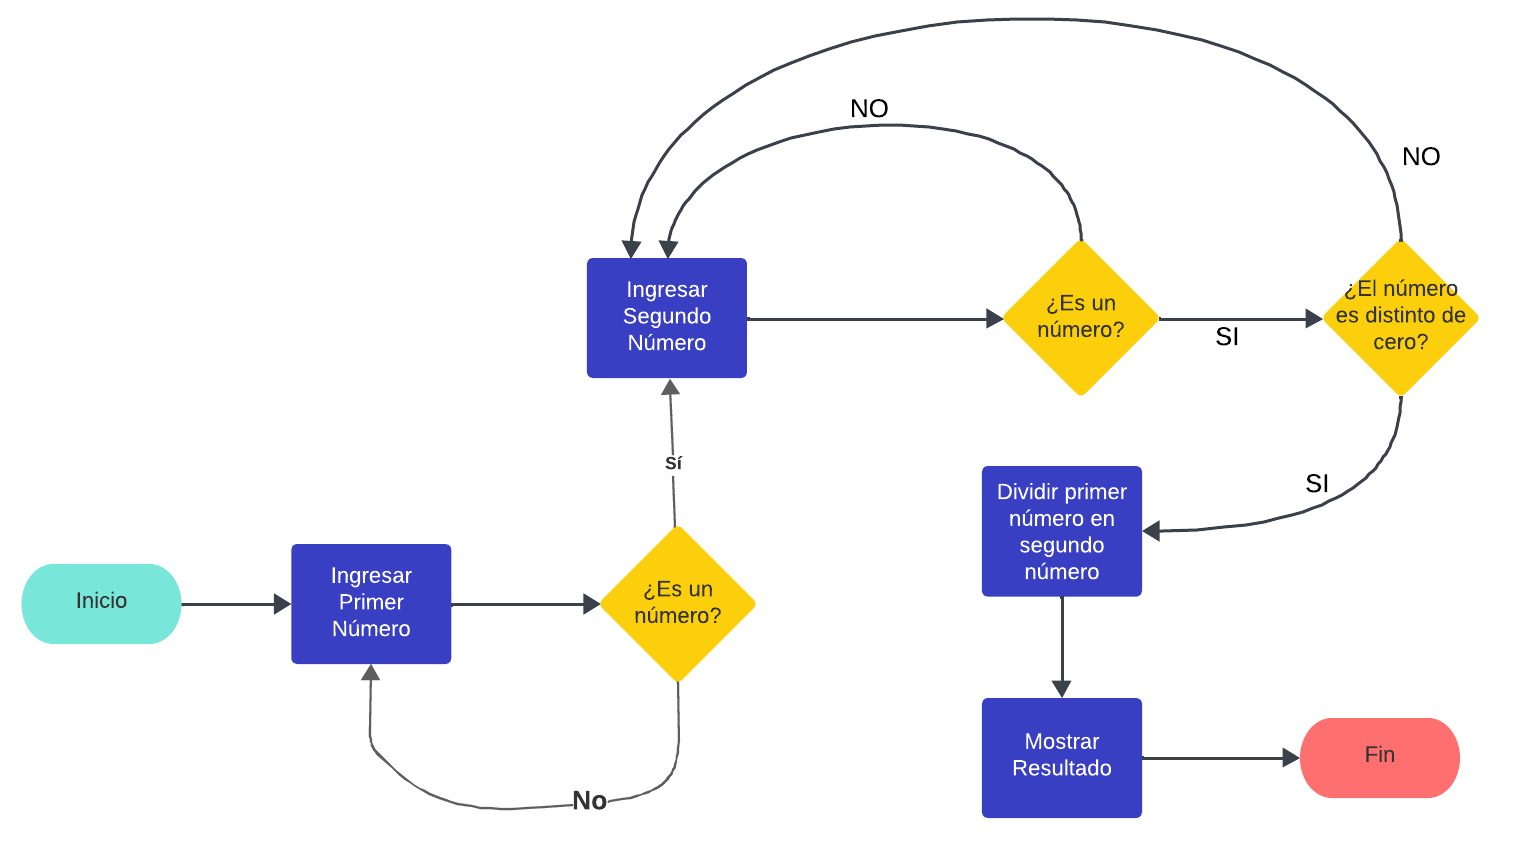 Inicio
Ingresar
Primer
Número
¿Es un
número?
No
Sí
Ingresar
Segundo
Número
¿Es un
número?
NO
SI
¿El número
es distinto de
cero?
NO
SI
Dividir primer
número en
segundo
número
Mostrar
Resultado
Fin